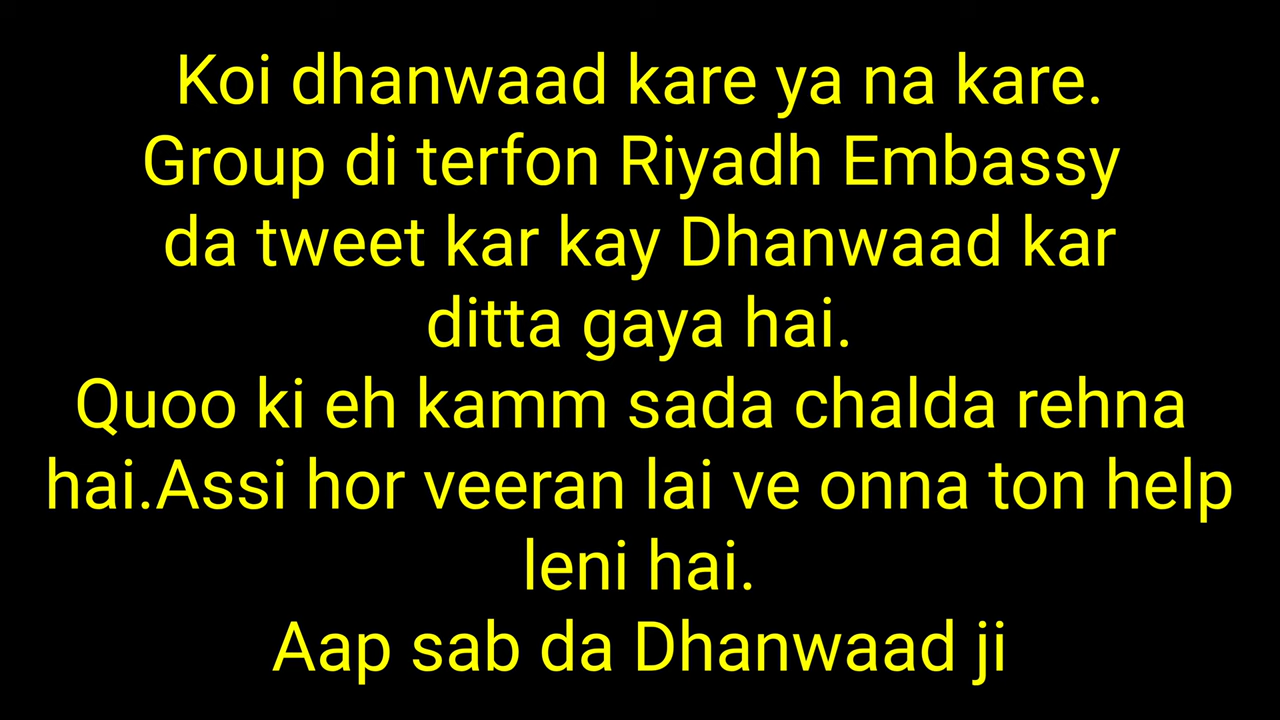 Koi dhanwaad kare ya na kare.
Group di terfon Riyadh Embassy
da tweet kar kay Dhanwaad kar
ditta gaya hai.
Quoo ki eh kamm sada chalda rehna
hai.Assi hor veeran lai ve onna ton help
leni hai.
Aap sab da Dhanwaad ji